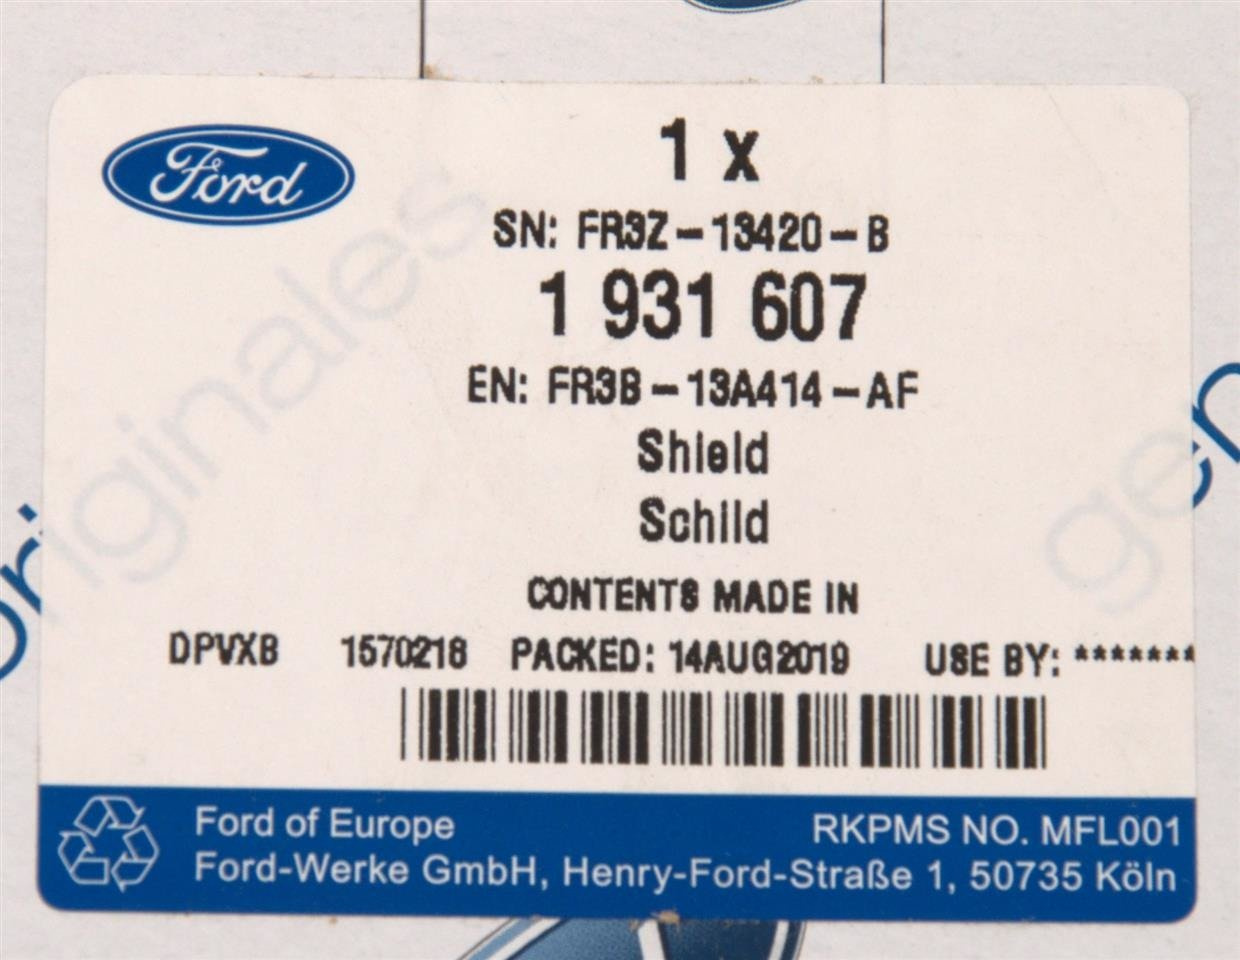 Ford
1 x
SN: FR3Z-13420-B
1 931 607
EN: FR3B-13A414-AF
Shield
Schild
CONTENTS MADE IN
DPVXB 1570218 PACKED: 14AUG2019 USE BY: *******
Ford of Europe RKPMS NO. MFL001
Ford-Werke GmbH, Henry-Ford-Straße 1, 50735 Köln
originales
gen